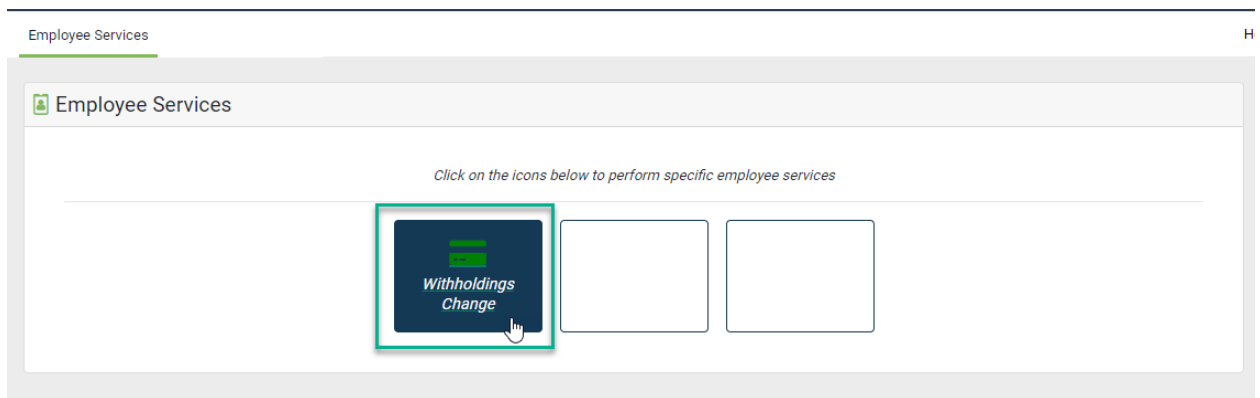 Employee Services
Employee Services
Click on the icons below to perform specific employee services
Withholdings
Change